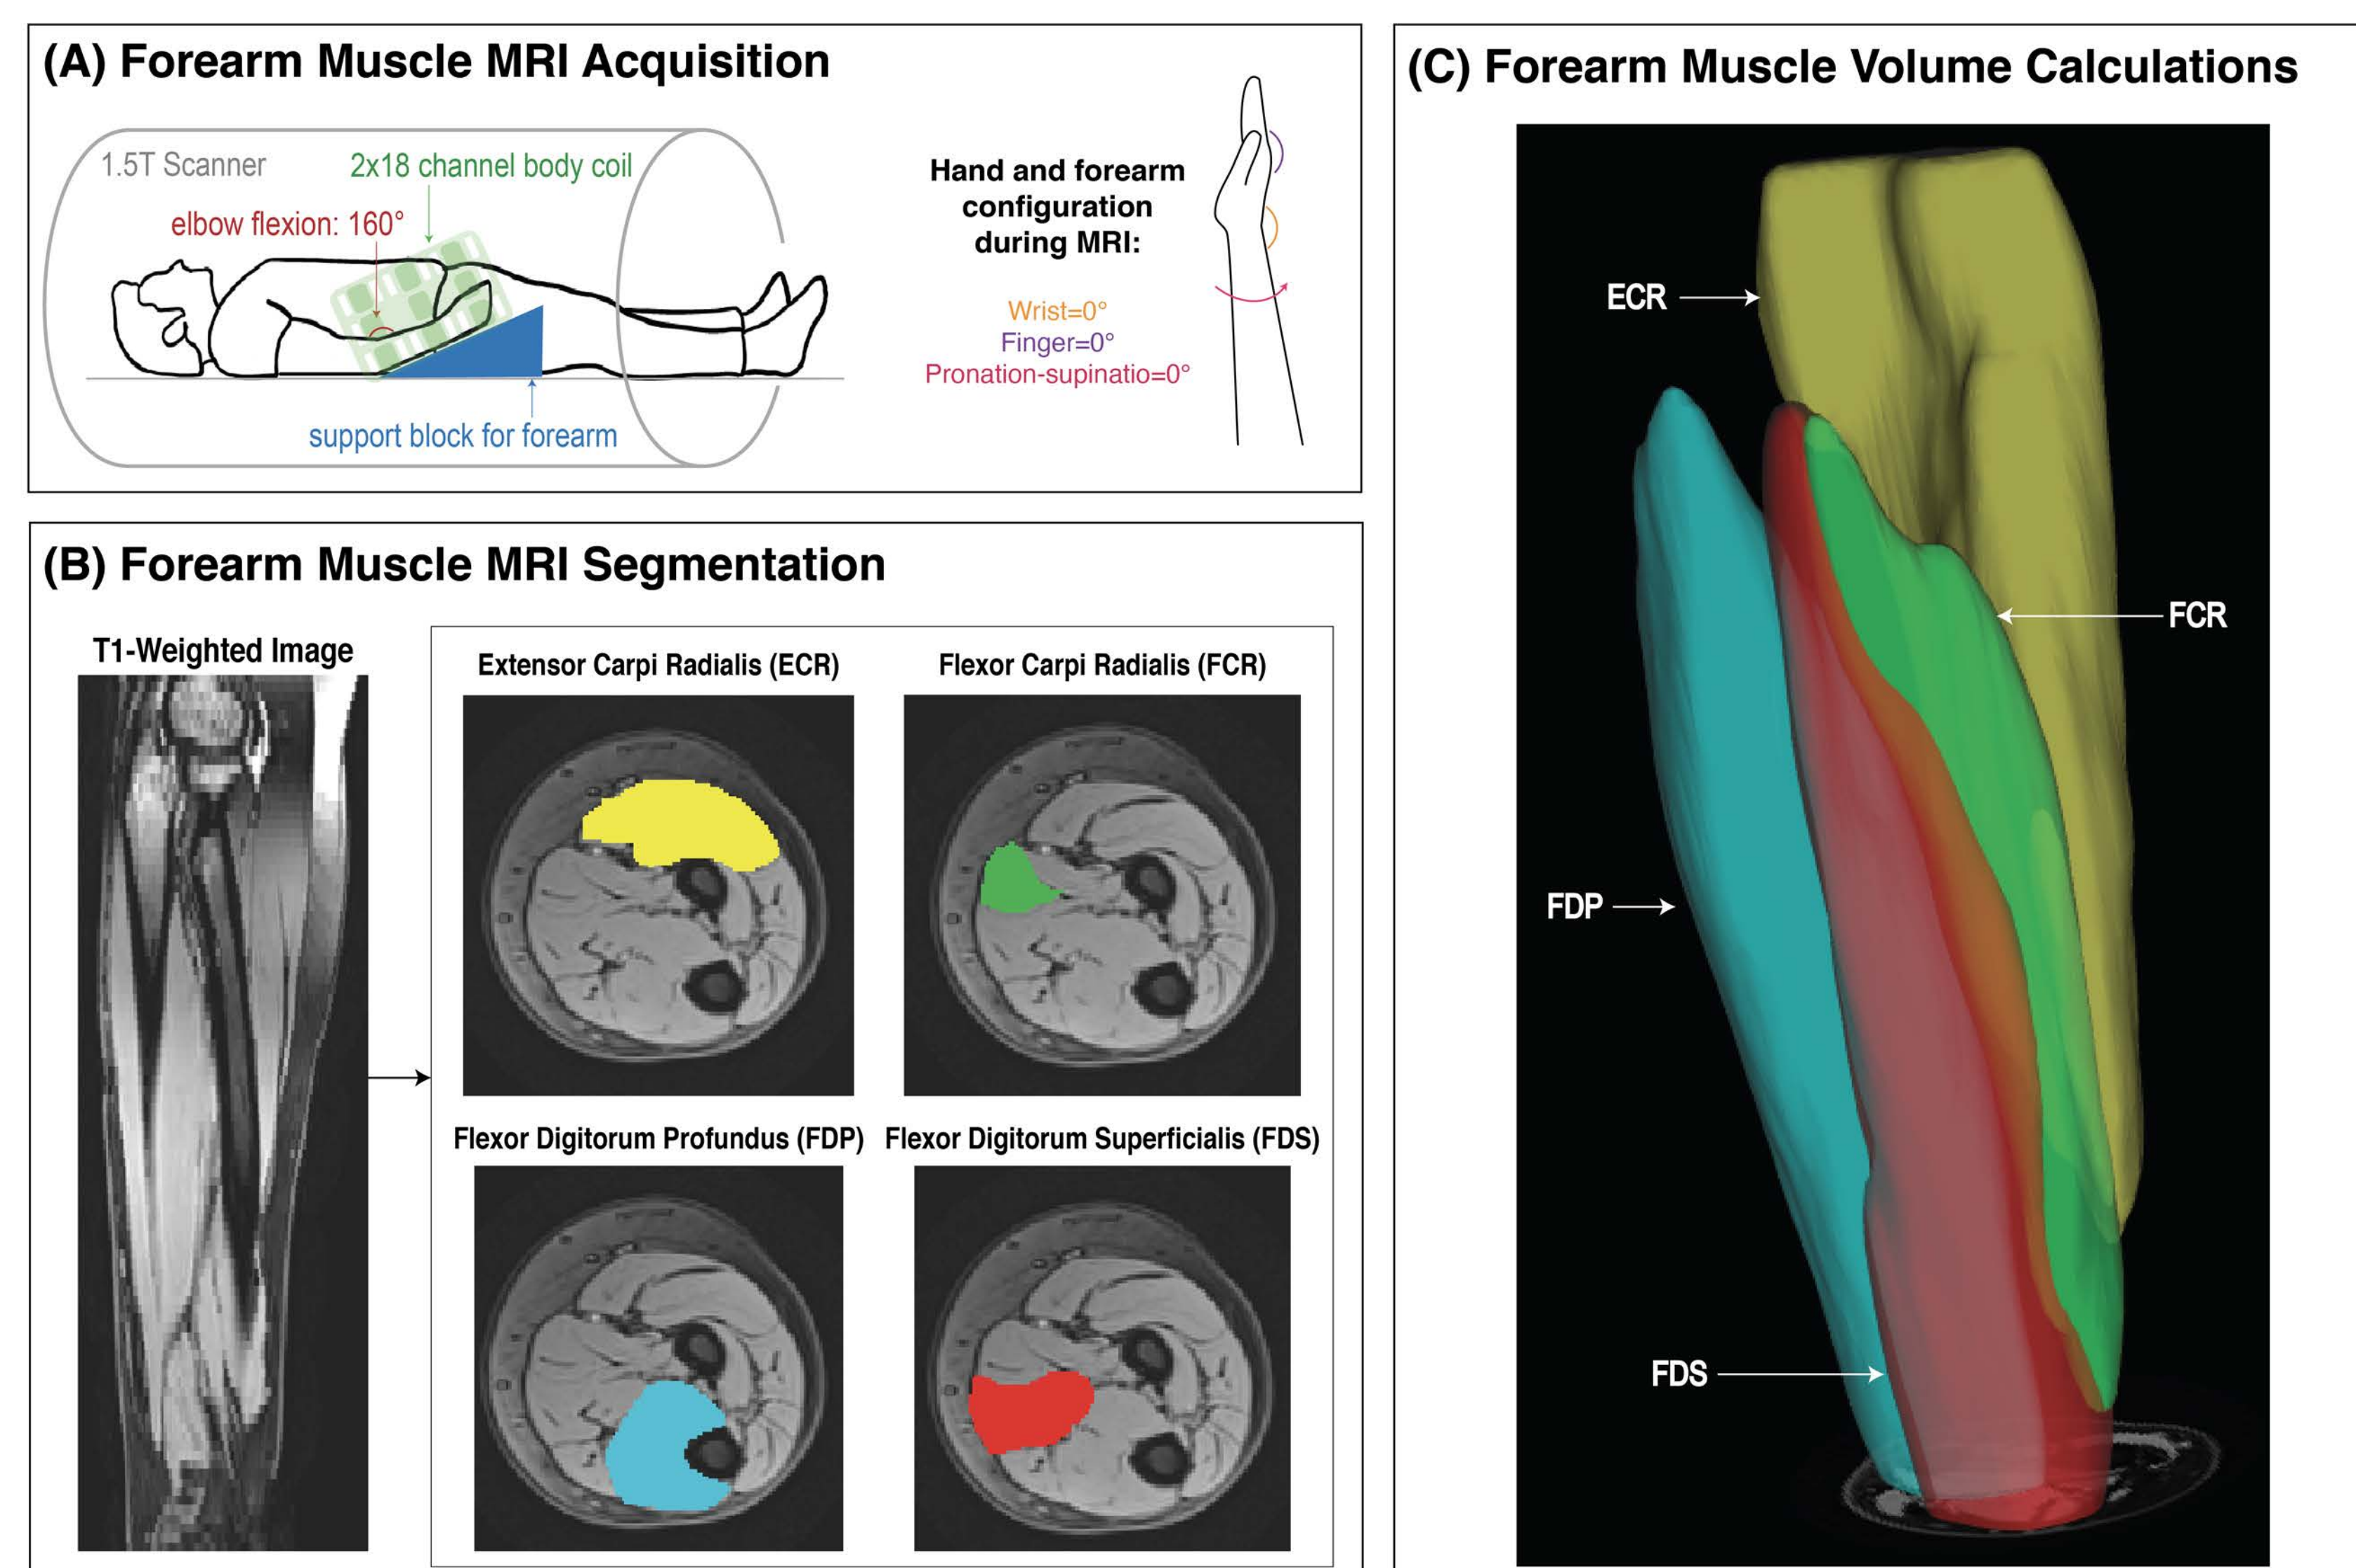 (A) Forearm Muscle MRI Acquisition
1.5T Scanner
2x18 channel body coil
elbow flexion: 160°
support block for forearm
Hand and forearm
configuration
during MRI:
Wrist=0°
Finger=0°
Pronation-supinatio=0°
(B) Forearm Muscle MRI Segmentation
T1-Weighted Image
Extensor Carpi Radialis (ECR)
Flexor Carpi Radialis (FCR)
Flexor Digitorum Profundus (FDP)
Flexor Digitorum Superficialis (FDS)
(C) Forearm Muscle Volume Calculations
ECR
FCR
FDP
FDS